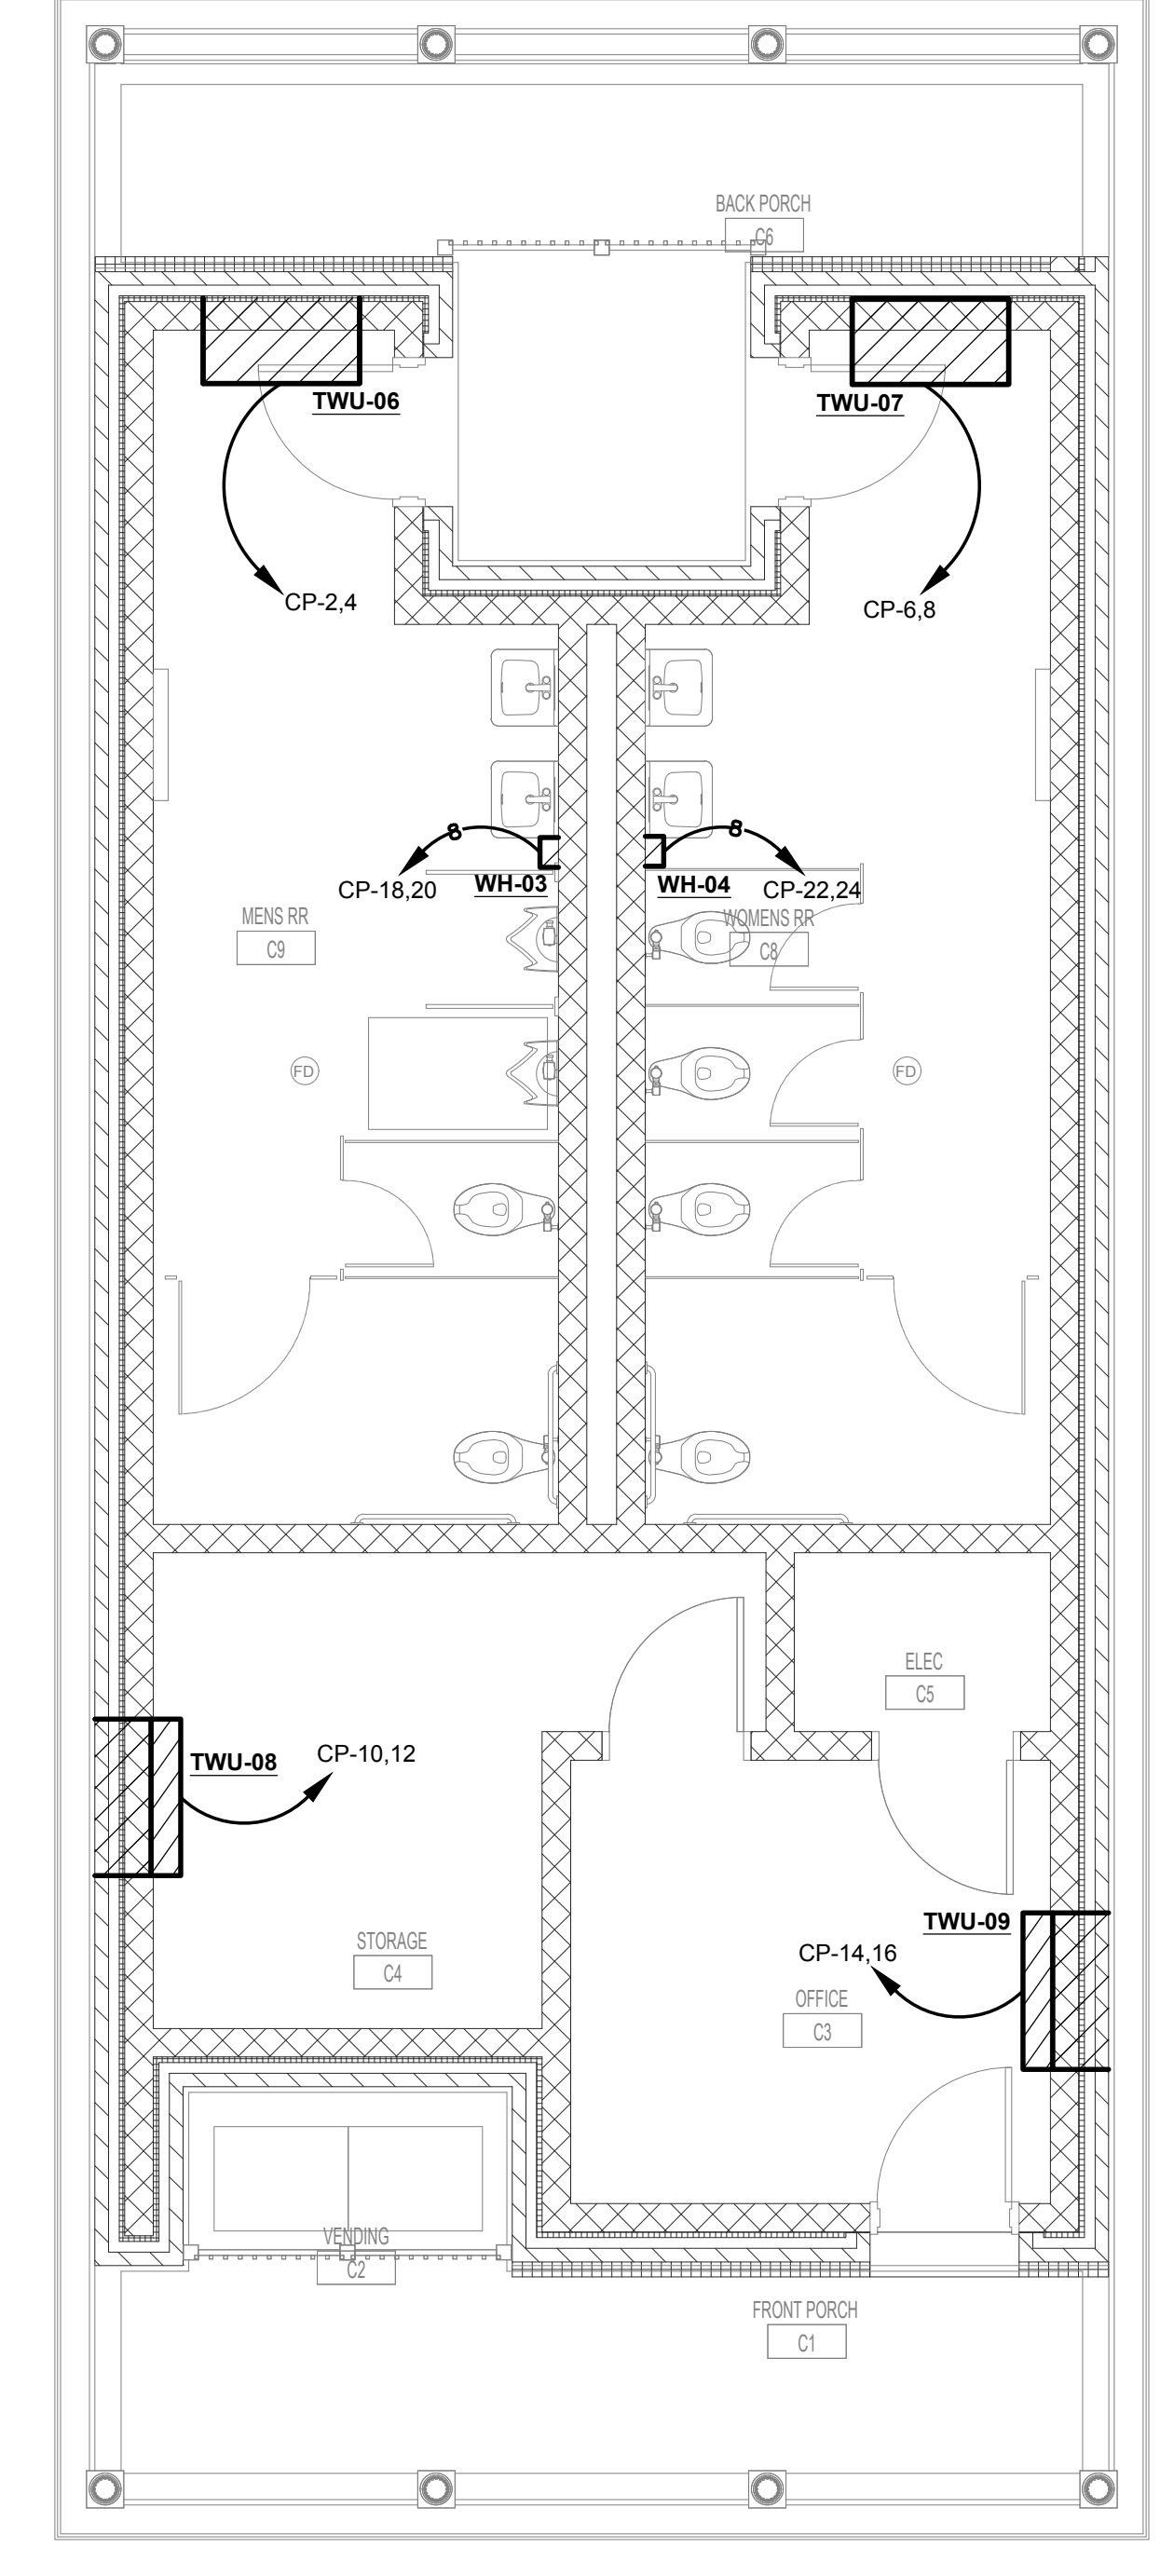 BACK PORCH
C6
TWU-06
TWU-07
CP-2,4
CP-6,8
8
8
CP-18,20
WH-03
WH-04
CP-22,24
MENS RR
C9
WOMENS RR
C8
FD
FD
ELEC
C5
TWU-08
CP-10,12
TWU-09
CP-14,16
STORAGE
C4
OFFICE
C3
VENDING
C2
FRONT PORCH
C1